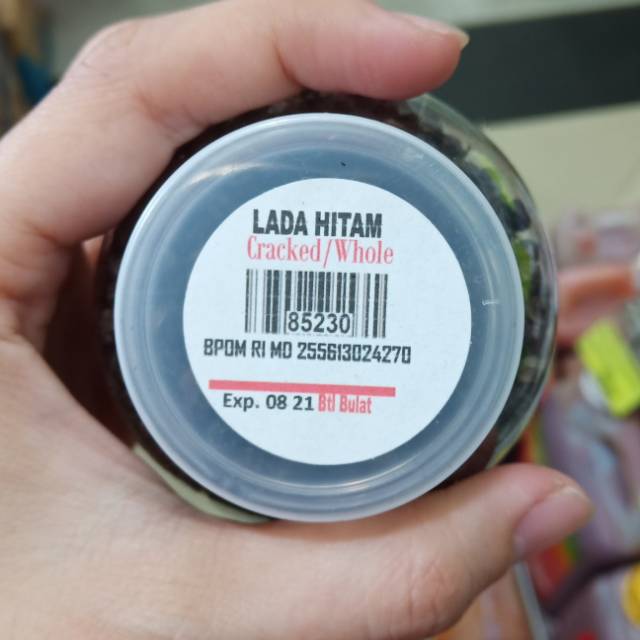 LADA HITAM
Cracked/Whole
85230
BPOM RI MD 255613024270
Exp. 08 21 Btl Bulat